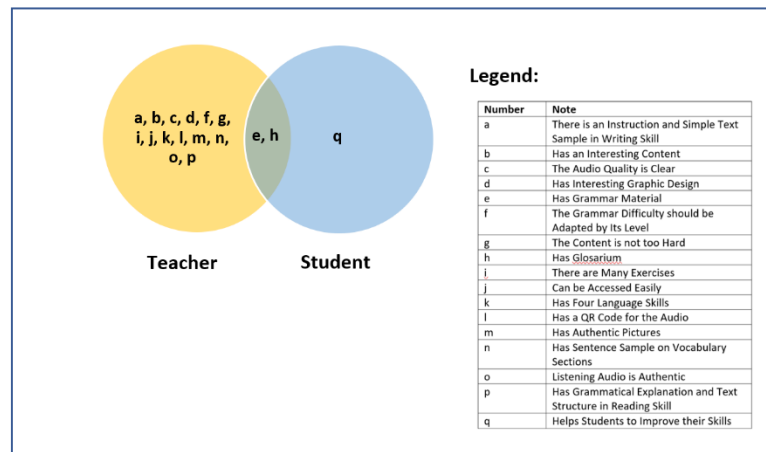 a, b, c, d, f, g,
i, j, k, l, m, n,
o, p
e, h
q
Teacher
Student
Legend:
Number Note
a There is an Instruction and Simple Text
Sample in Writing Skill
b Has an Interesting Content
c The Audio Quality is Clear
d Has Interesting Graphic Design
e Has Grammar Material
f The Grammar Difficulty should be
Adapted by Its Level
g The Content is not too Hard
h Has Glosarium
i There are Many Exercises
j Can be Accessed Easily
k Has Four Language Skills
l Has a QR Code for the Audio
m Has Authentic Pictures
n Has Sentence Sample on Vocabulary
Sections
o Listening Audio is Authentic
p Has Grammatical Explanation and Text
Structure in Reading Skill
q Helps Students to Improve their Skills